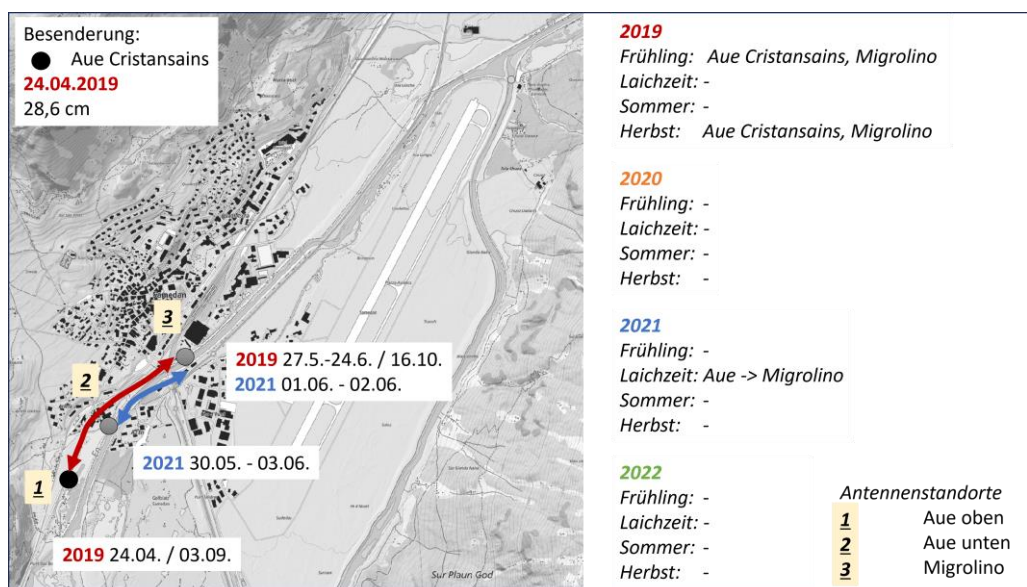 Besenderung:
Aue Cristansains
24.04.2019
28,6 cm
3
2
1
2019 27.5.-24.6. / 16.10.
2021 01.06. - 02.06.
2021 30.05. - 03.06.
2019 24.04. / 03.09.
Sur Plaun God
2019
Frühling: Aue Cristansains, Migrolino
Laichzeit: -
Sommer: -
Herbst: Aue Cristansains, Migrolino
2020
Frühling: -
Laichzeit: -
Sommer: -
Herbst: -
2021
Frühling: -
Laichzeit: Aue -> Migrolino
Sommer: -
Herbst: -
2022
Frühling: -
Laichzeit: -
Sommer: -
Herbst: -
Antennenstandorte
1 Aue oben
2 Aue unten
3 Migrolino